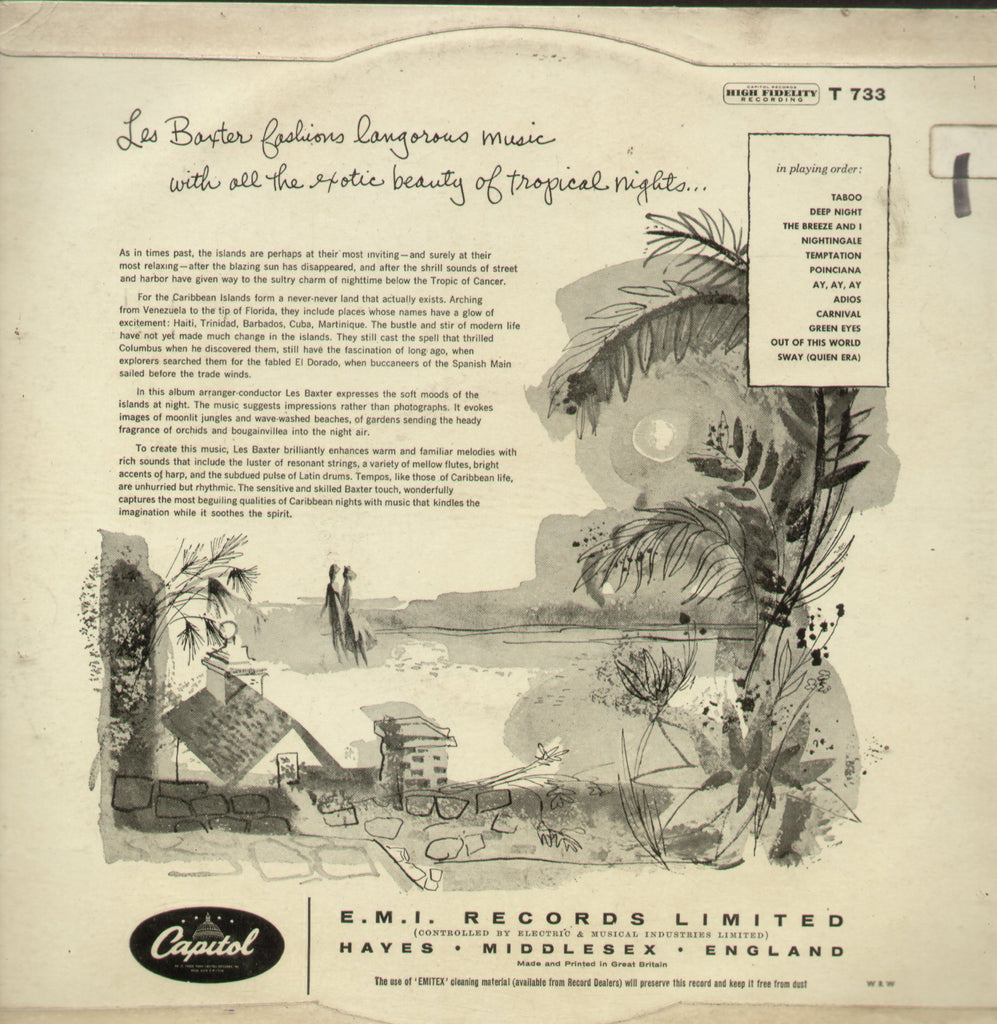 CAPITOL RECORDS
HIGH FIDELITY
RECORDING
T 733
Les Baxter fashions langorous music
with all the exotic beauty of tropical nights...
in playing order:
TABOO
DEEP NIGHT
THE BREEZE AND I
NIGHTINGALE
TEMPTATION
POINCIANA
AY, AY, AY
ADIOS
CARNIVAL
GREEN EYES
OUT OF THIS WORLD
SWAY (QUIEN ERA)
As in times past, the islands are perhaps at their most inviting—and surely at their
most relaxing—after the blazing sun has disappeared, and after the shrill sounds of street
and harbor have given way to the sultry charm of nighttime below the Tropic of Cancer.
For the Caribbean Islands form a never-never land that actually exists. Arching
from Venezuela to the tip of Florida, they include places whose names have a glow of
excitement: Haiti, Trinidad, Barbados, Cuba, Martinique. The bustle and stir of modern life
have not yet made much change in the islands. They still cast the spell that thrilled
Columbus when he discovered them, still have the fascination of long ago, when
explorers searched them for the fabled El Dorado, when buccaneers of the Spanish Main
sailed before the trade winds.
In this album arranger-conductor Les Baxter expresses the soft moods of the
islands at night. The music suggests impressions rather than photographs. It evokes
images of moonlit jungles and wave-washed beaches, of gardens sending the heady
fragrance of orchids and bougainvillea into the night air.
To create this music, Les Baxter brilliantly enhances warm and familiar melodies with
rich sounds that include the luster of resonant strings, a variety of mellow flutes, bright
accents of harp, and the subdued pulse of Latin drums. Tempos, like those of Caribbean life,
are unhurried but rhythmic. The sensitive and skilled Baxter touch, wonderfully
captures the most beguiling qualities of Caribbean nights with music that kindles the
imagination while it soothes the spirit.
Capitol
E.M.I. RECORDS LIMITED
(CONTROLLED BY ELECTRIC & MUSICAL INDUSTRIES LIMITED)
HAYES • MIDDLESEX • ENGLAND
Made and Printed in Great Britain
The use of 'EMITEX' cleaning material (available from Record Dealers) will preserve this record and keep it free from dust
W R W